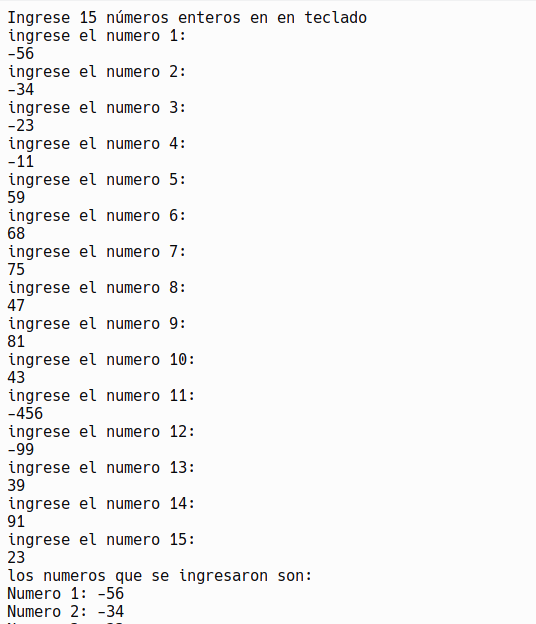 Ingrese 15 números enteros en en teclado
ingrese el numero 1:
-56
ingrese el numero 2:
-34
ingrese el numero 3:
-23
ingrese el numero 4:
-11
ingrese el numero 5:
59
ingrese el numero 6:
68
ingrese el numero 7:
75
ingrese el numero 8:
47
ingrese el numero 9:
81
ingrese el numero 10:
43
ingrese el numero 11:
-456
ingrese el numero 12:
-99
ingrese el numero 13:
39
ingrese el numero 14:
91
ingrese el numero 15:
23
los numeros que se ingresaron son:
Numero 1: -56
Numero 2: -34